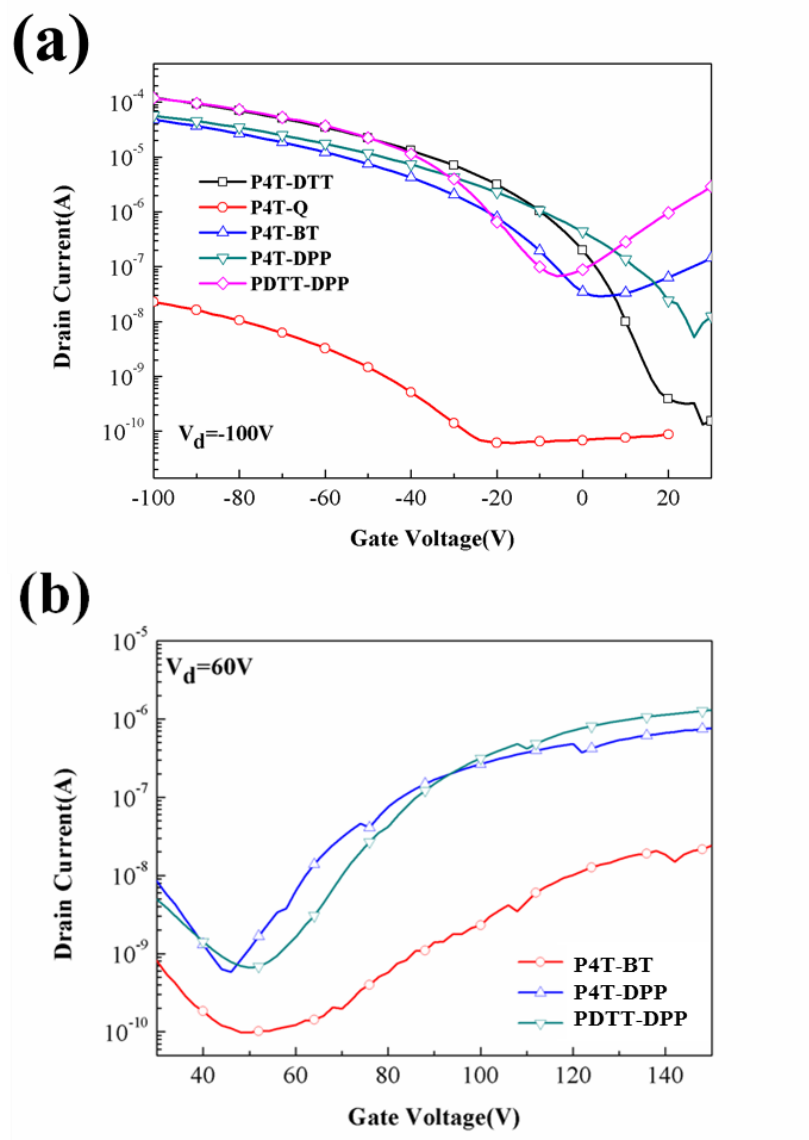 (a)
10⁻⁴
10⁻⁵
10⁻⁶
10⁻⁷
10⁻⁸
10⁻⁹
10⁻¹⁰
Drain Current(A)
P4T-DTT
P4T-Q
P4T-BT
P4T-DPP
PDTT-DPP
V_d=-100V
-100 -80 -60 -40 -20 0 20
Gate Voltage(V)
(b)
10⁻⁵
10⁻⁶
10⁻⁷
10⁻⁸
10⁻⁹
10⁻¹⁰
Drain Current(A)
V_d=60V
P4T-BT
P4T-DPP
PDTT-DPP
40 60 80 100 120 140
Gate Voltage(V)